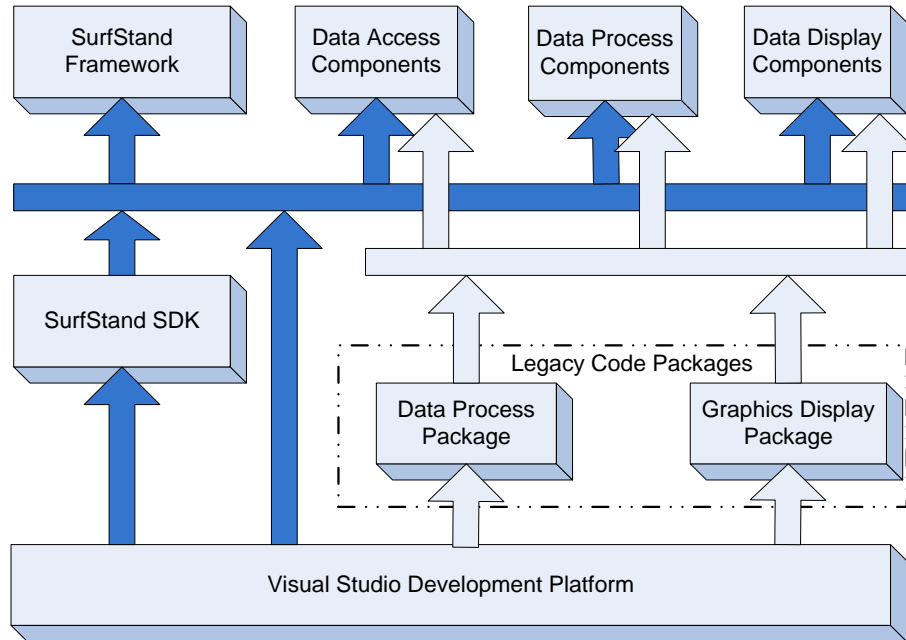 SurfStand
Framework
Data Access
Components
Data Process
Components
Data Display
Components
SurfStand SDK
Legacy Code Packages
Data Process
Package
Graphics Display
Package
Visual Studio Development Platform